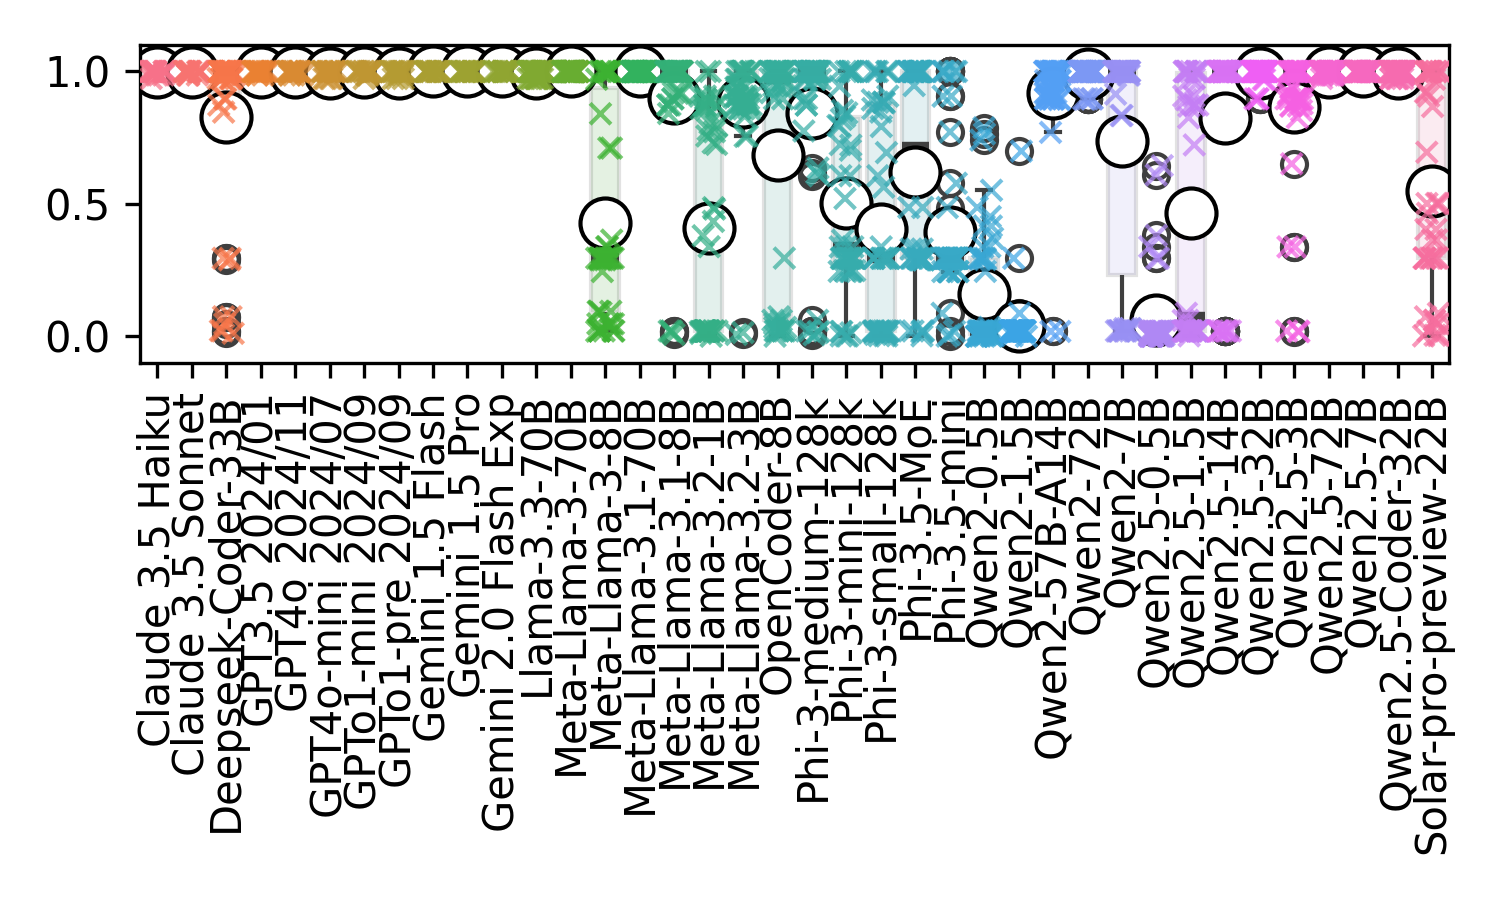 1.0
0.5
0.0
Claude 3.5 Haiku
Claude 3.5 Sonnet
Deepseek-Coder-33B
GPT3.5 2024/01
GPT4o 2024/11
GPT4o-mini 2024/07
GPTo1-mini 2024/09
GPTo1-pre 2024/09
Gemini 1.5 Flash
Gemini 1.5 Pro
Gemini 2.0 Flash Exp
Llama-3.3-70B
Meta-Llama-3-70B
Meta-Llama-3-8B
Meta-Llama-3.1-70B
Meta-Llama-3.1-8B
Meta-Llama-3.2-1B
Meta-Llama-3.2-3B
OpenCoder-8B
Phi-3-medium-128k
Phi-3-mini-128k
Phi-3-small-128k
Phi-3.5-MoE
Phi-3.5-mini
Qwen2-0.5B
Qwen2-1.5B
Qwen2-57B-A14B
Qwen2-72B
Qwen2-7B
Qwen2.5-0.5B
Qwen2.5-1.5B
Qwen2.5-14B
Qwen2.5-32B
Qwen2.5-3B
Qwen2.5-72B
Qwen2.5-7B
Qwen2.5-Coder-32B
Solar-pro-preview-22B